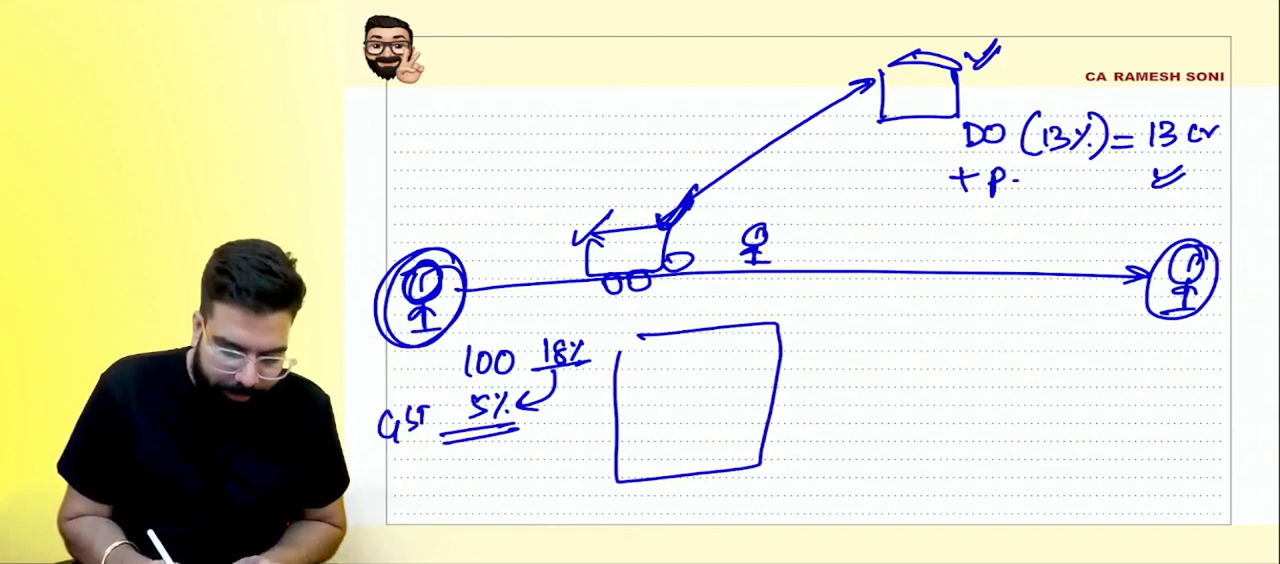 CA RAMESH SONI
DO (13%) = 13 cr
+ P.
100 18%
GST 5%